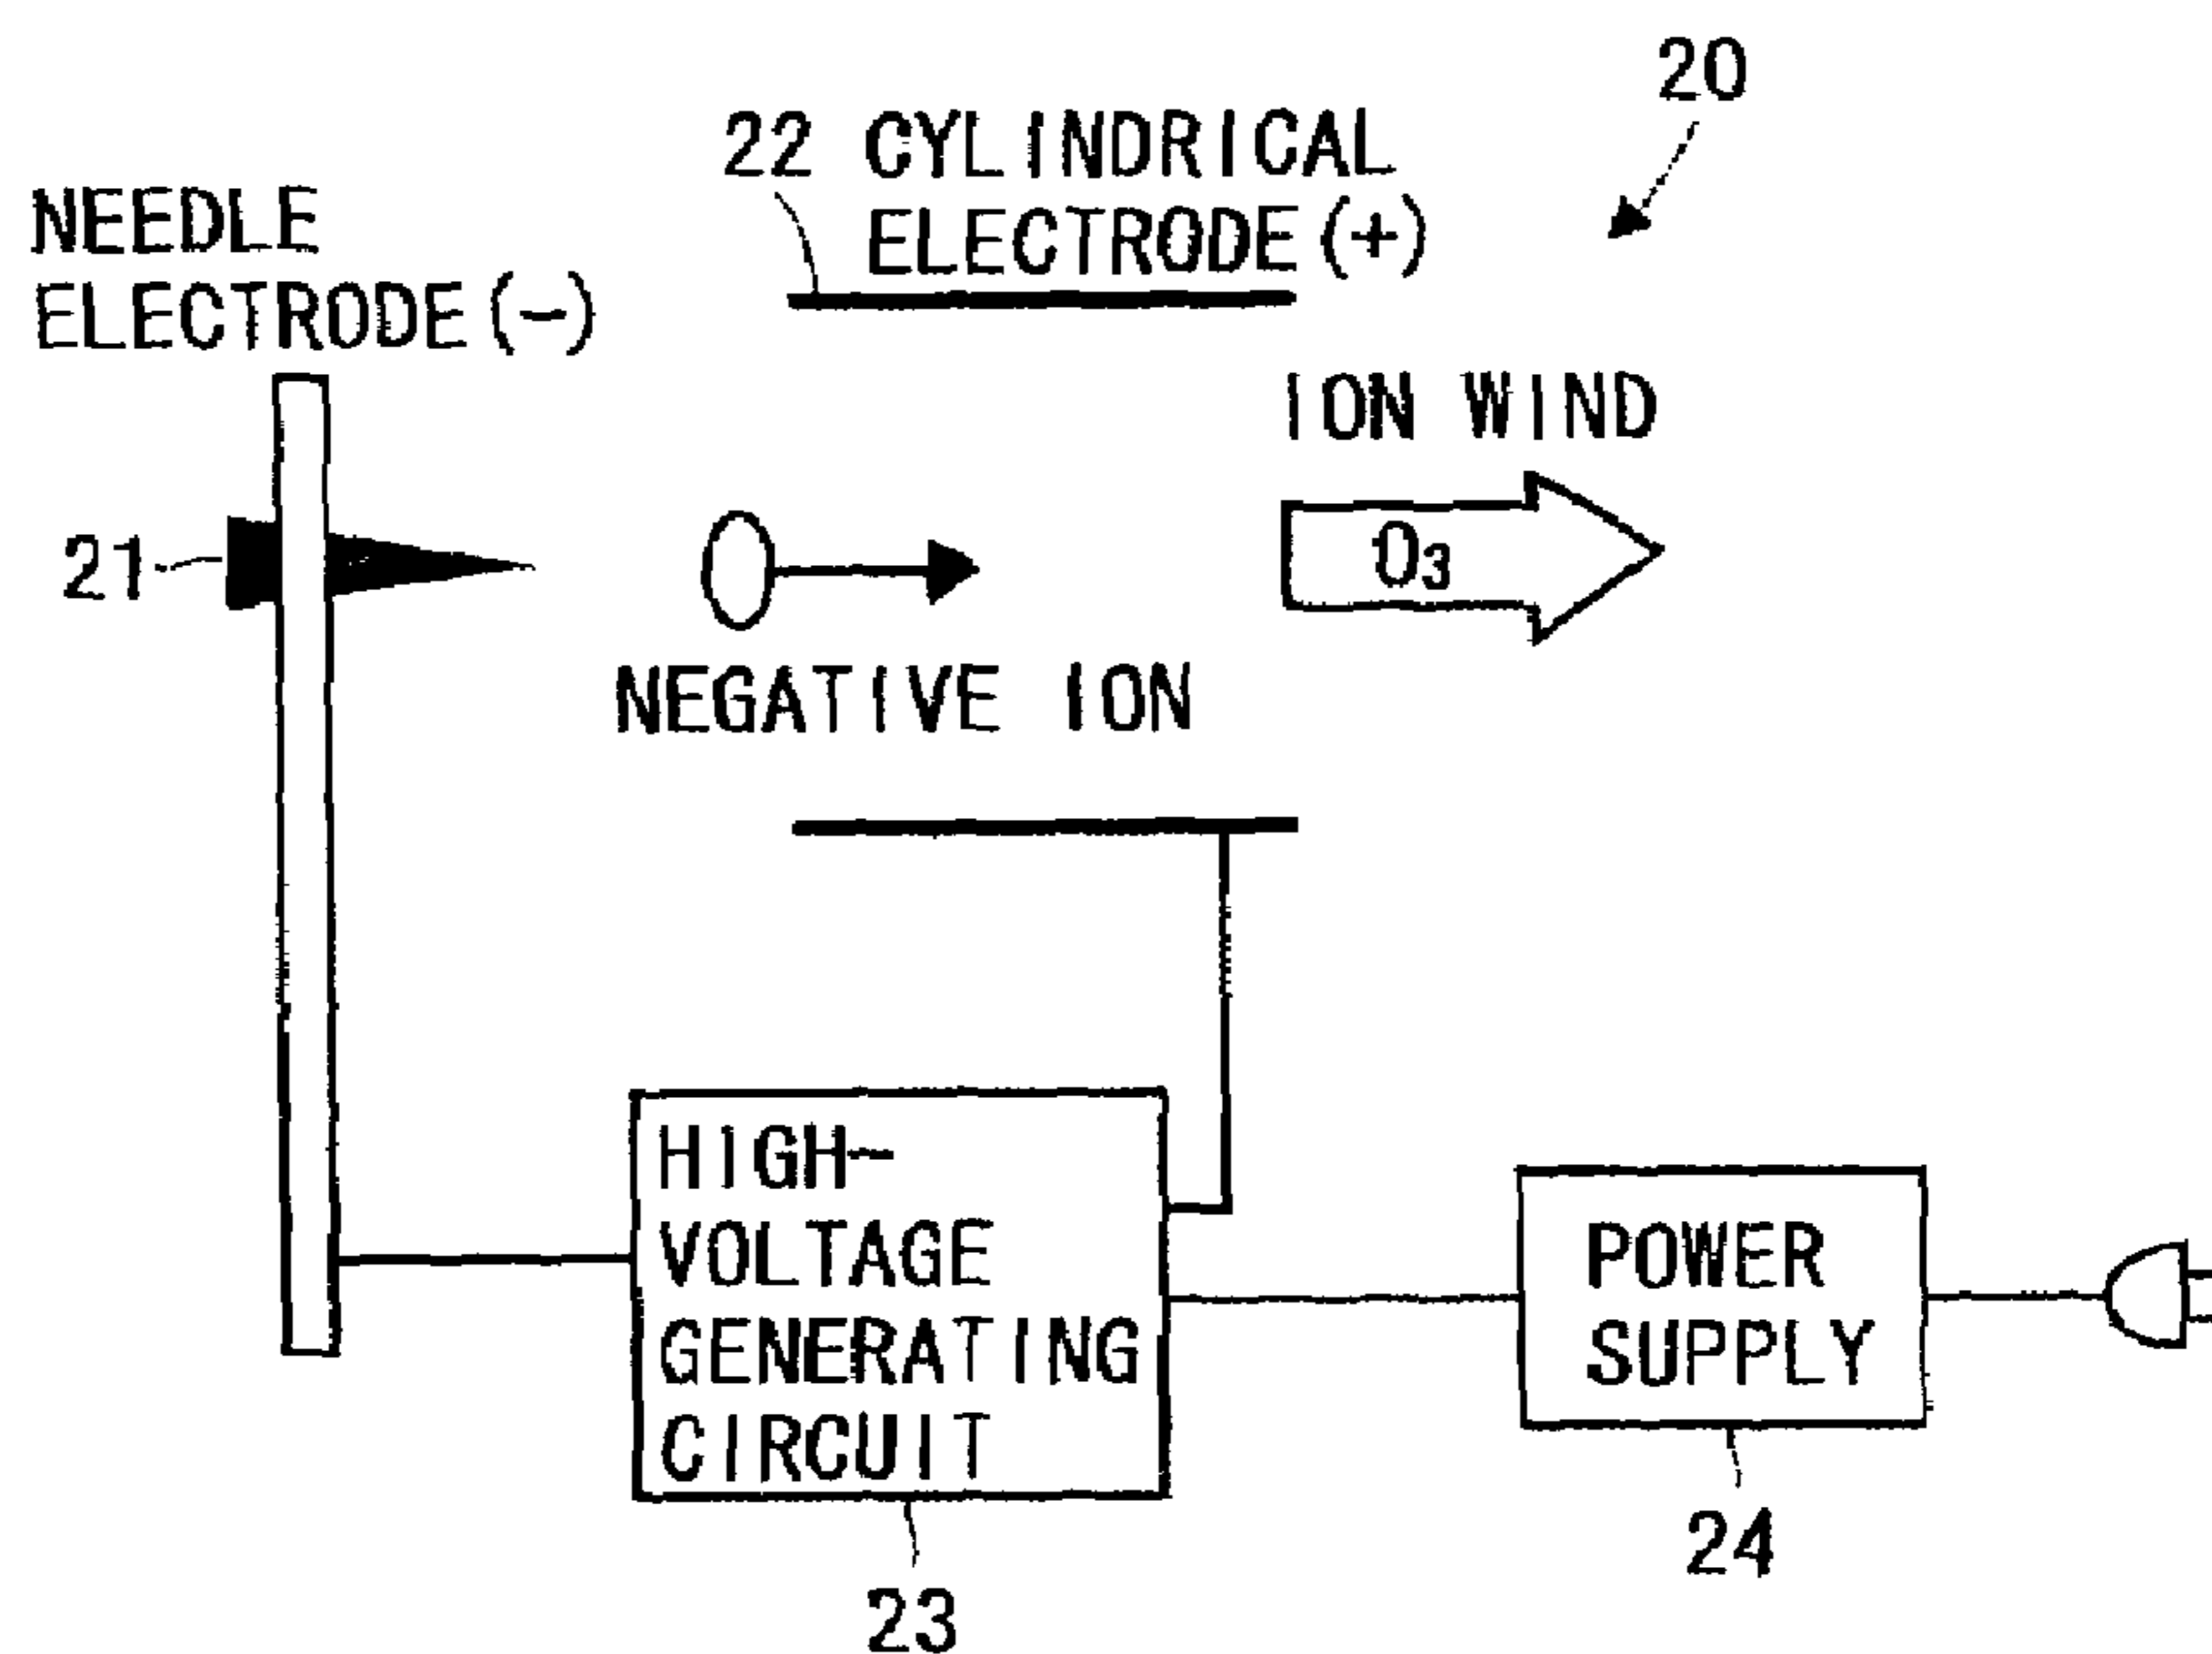 20
22 CYLINDRICAL
ELECTRODE(+)
NEEDLE
ELECTRODE(-)
ION WIND
O3
21
NEGATIVE ION
HIGH-
VOLTAGE
GENERATING
CIRCUIT
POWER
SUPPLY
24
23